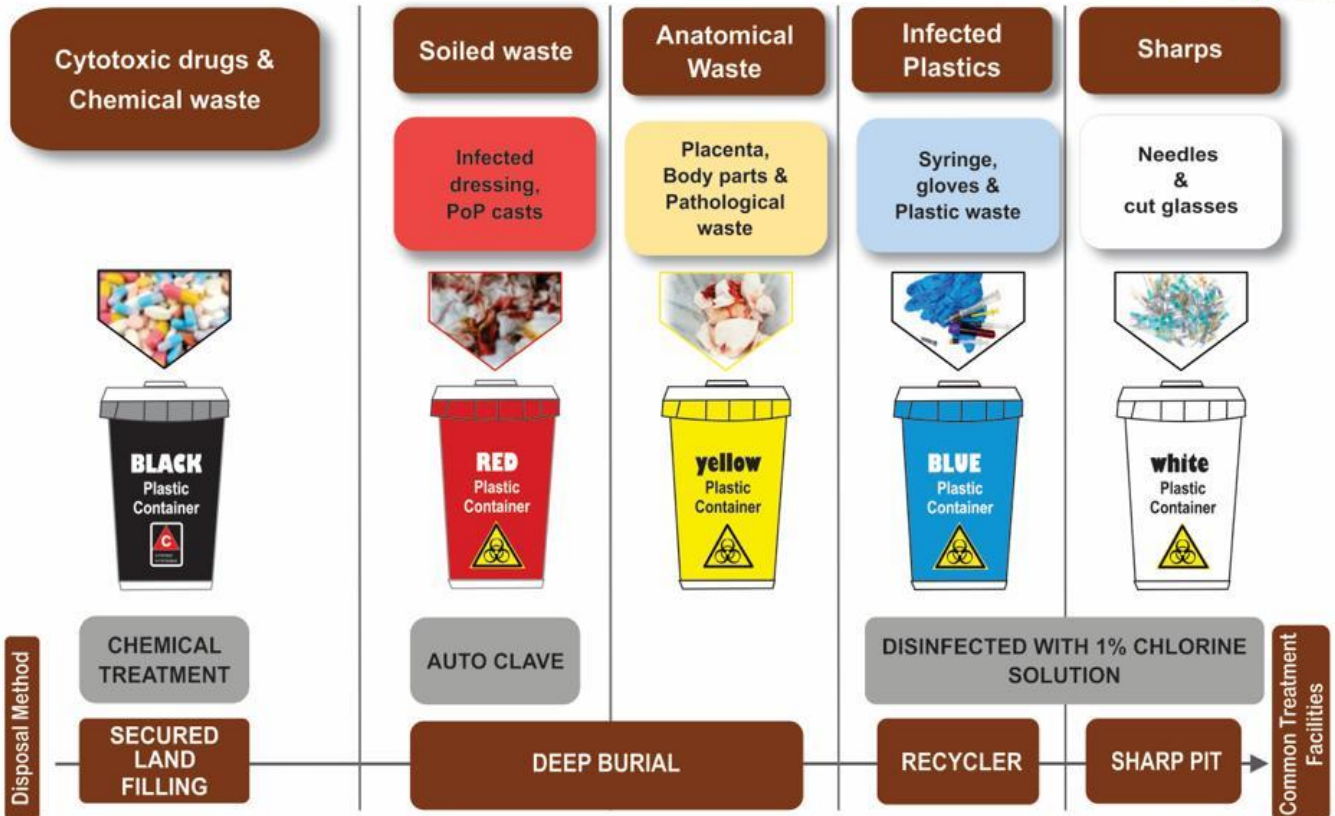 Cytotoxic drugs &
Chemical waste
Soiled waste
Anatomical
Waste
Infected
Plastics
Sharps
Infected
dressing,
PoP casts
Placenta,
Body parts &
Pathological
waste
Syringe,
gloves &
Plastic waste
Needles
&
cut glasses
BLACK
Plastic
Container
C
RED
Plastic
Container
yellow
Plastic
Container
BLUE
Plastic
Container
white
Plastic
Container
Disposal Method
CHEMICAL
TREATMENT
AUTO CLAVE
DISINFECTED WITH 1% CHLORINE
SOLUTION
SECURED
LAND
FILLING
DEEP BURIAL
RECYCLER
SHARP PIT
Common Treatment
Facilities